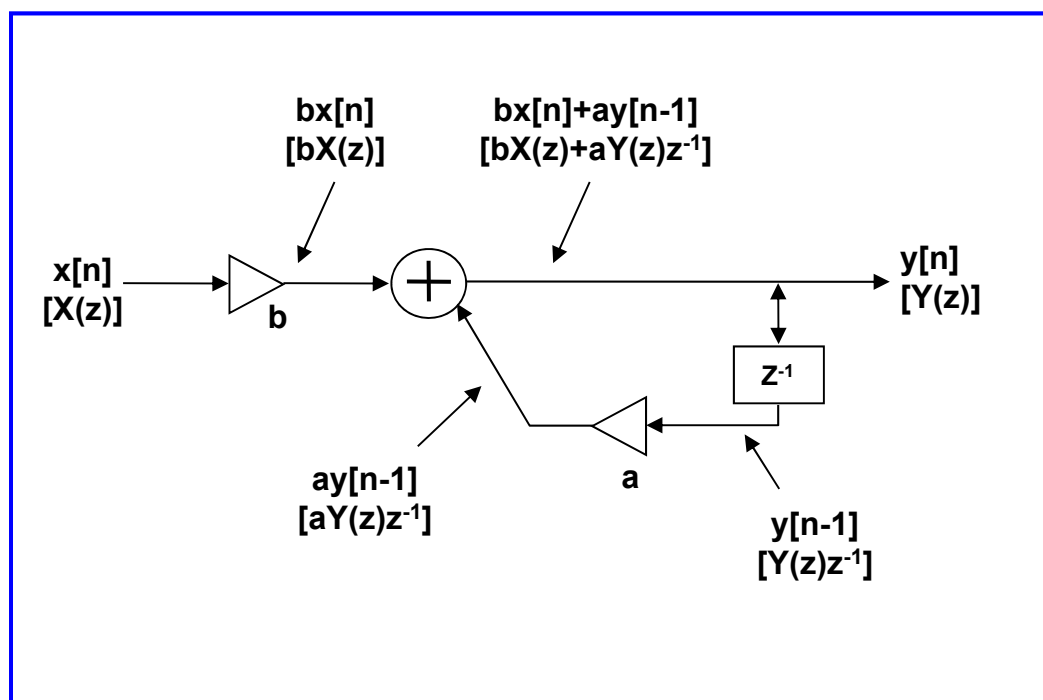 bx[n]
[bX(z)]
bx[n]+ay[n-1]
[bX(z)+aY(z)z⁻¹]
x[n]
[X(z)]
b
+
y[n]
[Y(z)]
Z⁻¹
a
ay[n-1]
[aY(z)z⁻¹]
y[n-1]
[Y(z)z⁻¹]